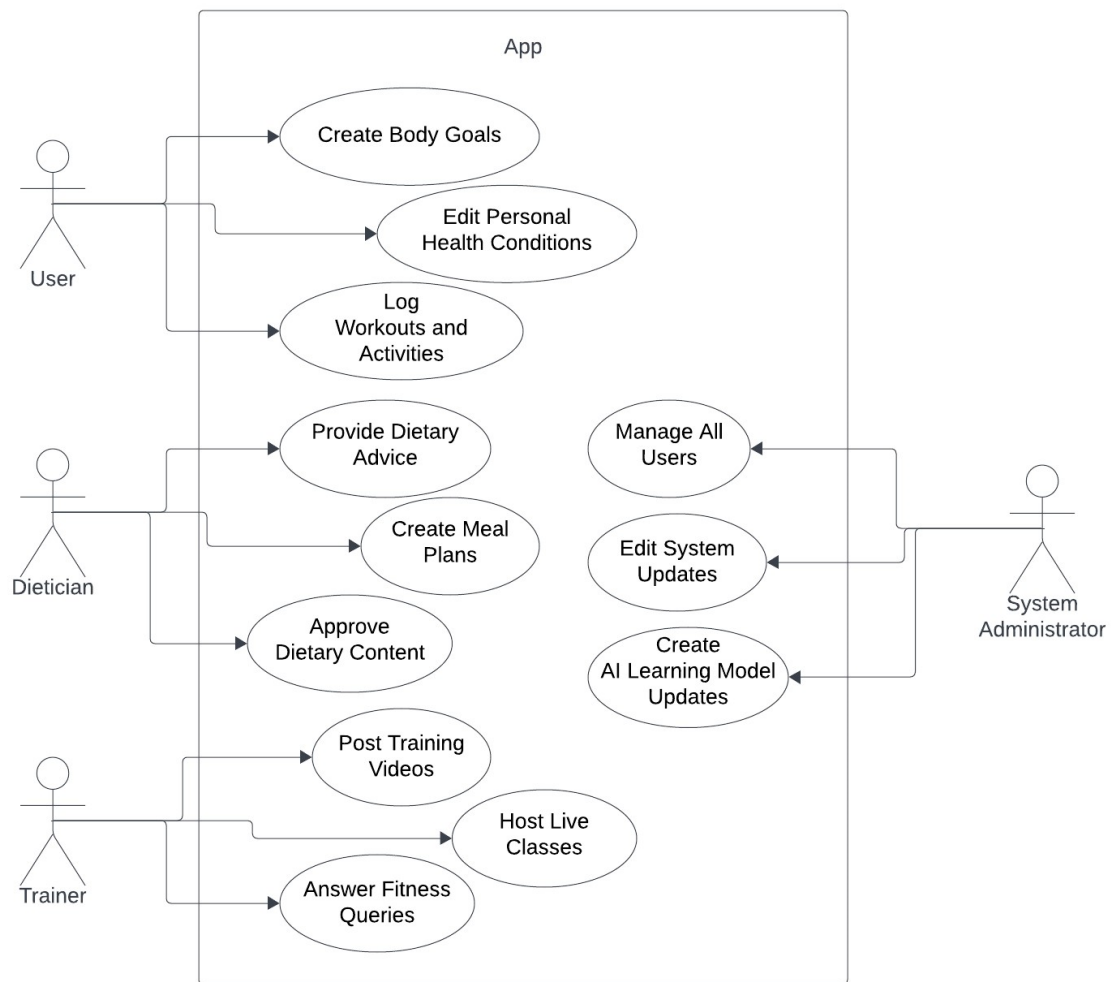 App
Create Body Goals
Edit Personal
Health Conditions
User
Log
Workouts and
Activities
Provide Dietary
Advice
Manage All
Users
Dietician
Create Meal
Plans
Edit System
Updates
System
Administrator
Approve
Dietary Content
Create
AI Learning Model
Updates
Post Training
Videos
Host Live
Classes
Trainer
Answer Fitness
Queries